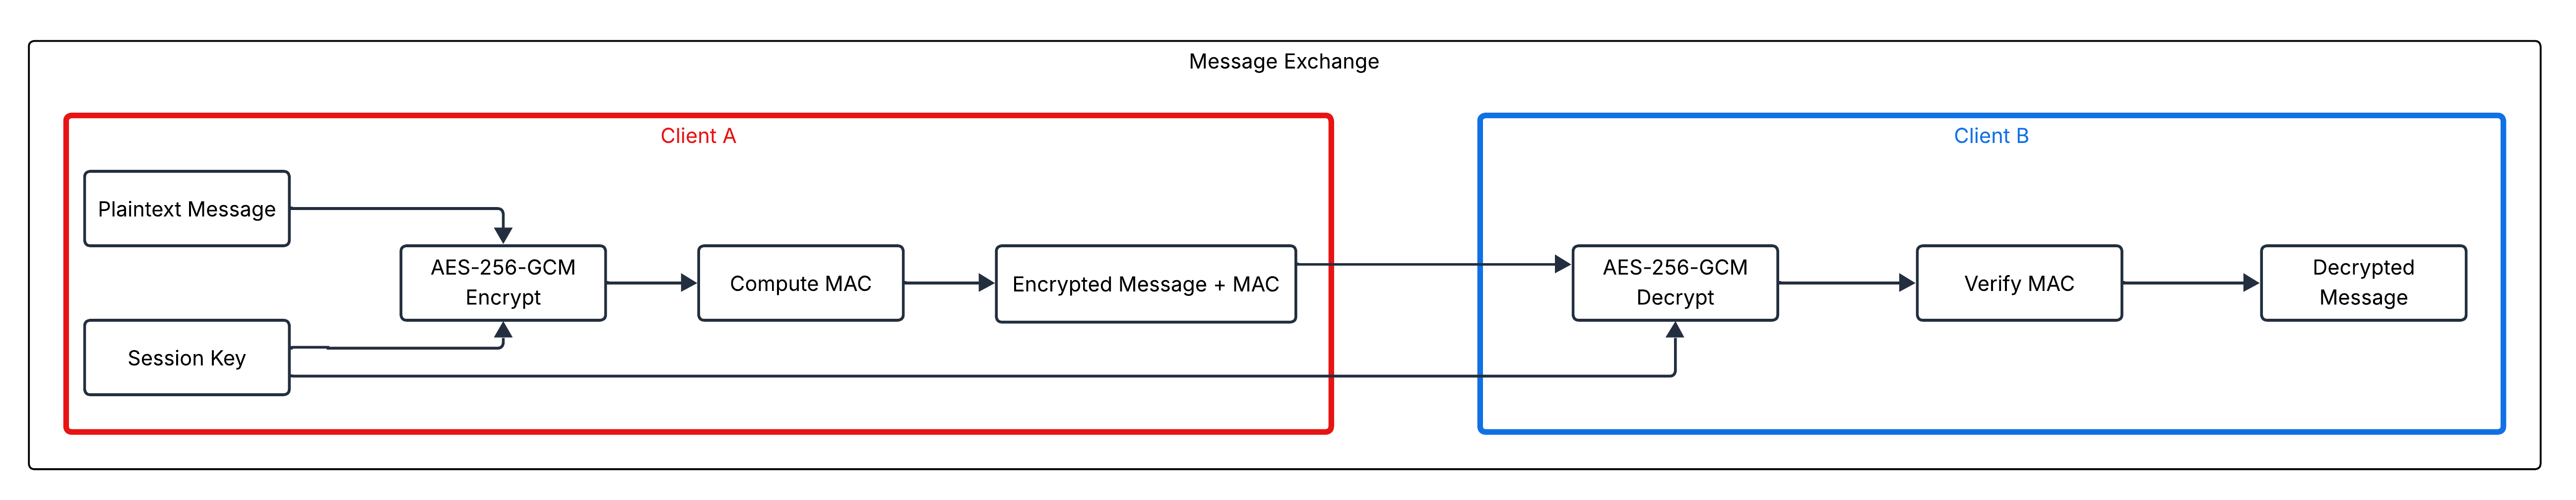 Message Exchange
Client A
Client B
Plaintext Message
AES-256-GCM
Encrypt
Compute MAC
Encrypted Message + MAC
AES-256-GCM
Decrypt
Verify MAC
Decrypted
Message
Session Key